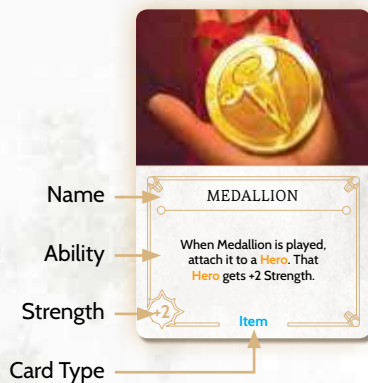 MEDALLION
Name
When Medallion is played,
attach it to a Hero. That
Hero gets +2 Strength.
Ability
Strength
+2
Item
Card Type